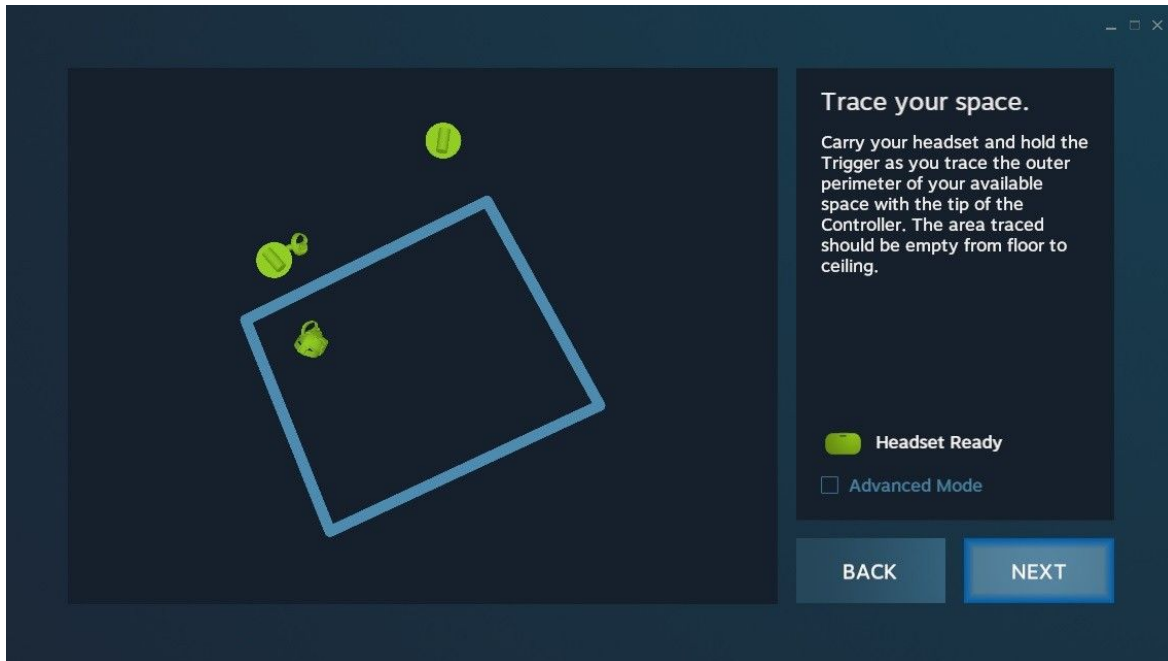 Trace your space.
Carry your headset and hold the
Trigger as you trace the outer
perimeter of your available
space with the tip of the
Controller. The area traced
should be empty from floor to
ceiling.
Headset Ready
Advanced Mode
BACK
NEXT